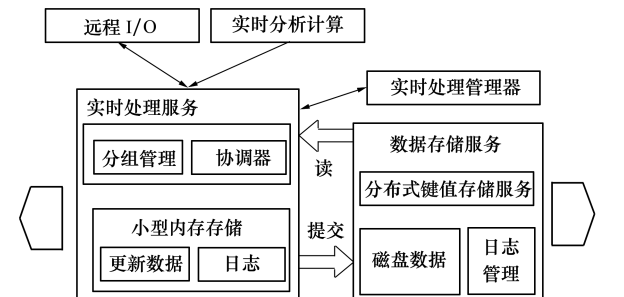 远程 I/O
实时分析计算
实时处理管理器
实时处理服务
分组管理
协调器
读
数据存储服务
分布式键值存储服务
小型内存存储
更新数据
日志
提交
磁盘数据
日志
管理